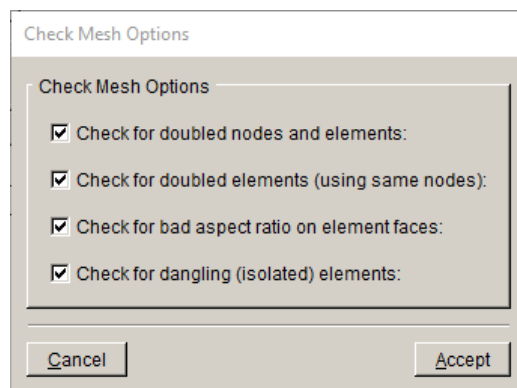 Check Mesh Options
Check Mesh Options
Check for doubled nodes and elements:
Check for doubled elements (using same nodes):
Check for bad aspect ratio on element faces:
Check for dangling (isolated) elements:
Cancel
Accept